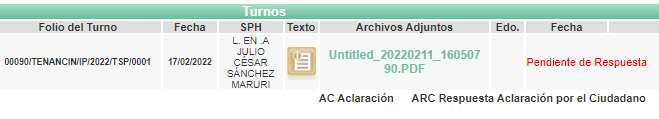 Turnos
Folio del Turno Fecha SPH Texto Archivos Adjuntos Edo. Fecha
00090/TENANCIN/IP/2022/TSP/0001 17/02/2022 L. EN .A JULIO CÉSAR SÁNCHEZ MARURI Untitled_20220211_16050790.PDF Pendiente de Respuesta
AC Aclaración ARC Respuesta Aclaración por el Ciudadano